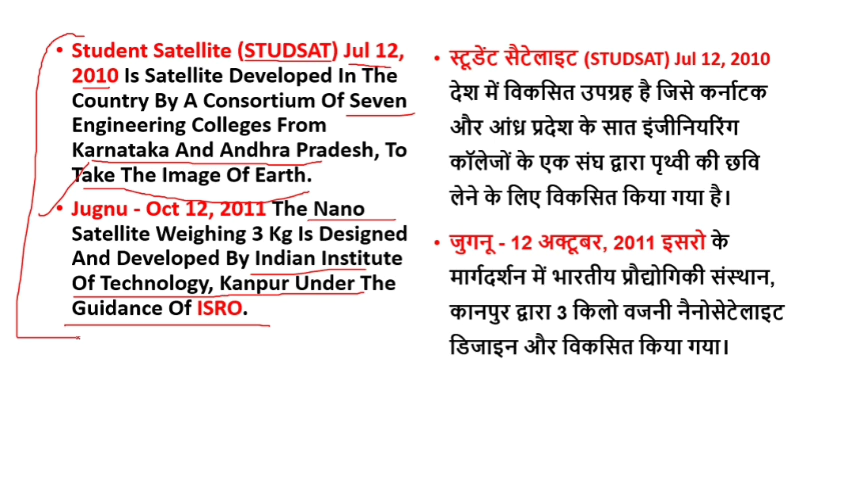 • Student Satellite (STUDSAT) Jul 12,
2010 Is Satellite Developed In The
Country By A Consortium Of Seven
Engineering Colleges From
Karnataka And Andhra Pradesh, To
Take The Image Of Earth.
• Jugnu - Oct 12, 2011 The Nano
Satellite Weighing 3 Kg Is Designed
And Developed By Indian Institute
Of Technology, Kanpur Under The
Guidance Of ISRO.
• स्टूडेंट सैटेलाइट (STUDSAT) Jul 12, 2010
देश में विकसित उपग्रह है जिसे कर्नाटक
और आंध्र प्रदेश के सात इंजीनियरिंग
कॉलेजों के एक संघ द्वारा पृथ्वी की छवि
लेने के लिए विकसित किया गया है।
• जुगनू - 12 अक्टूबर, 2011 इसरो के
मार्गदर्शन में भारतीय प्रौद्योगिकी संस्थान,
कानपुर द्वारा 3 किलो वजनी नैनोसेटेलाइट
डिजाइन और विकसित किया गया।